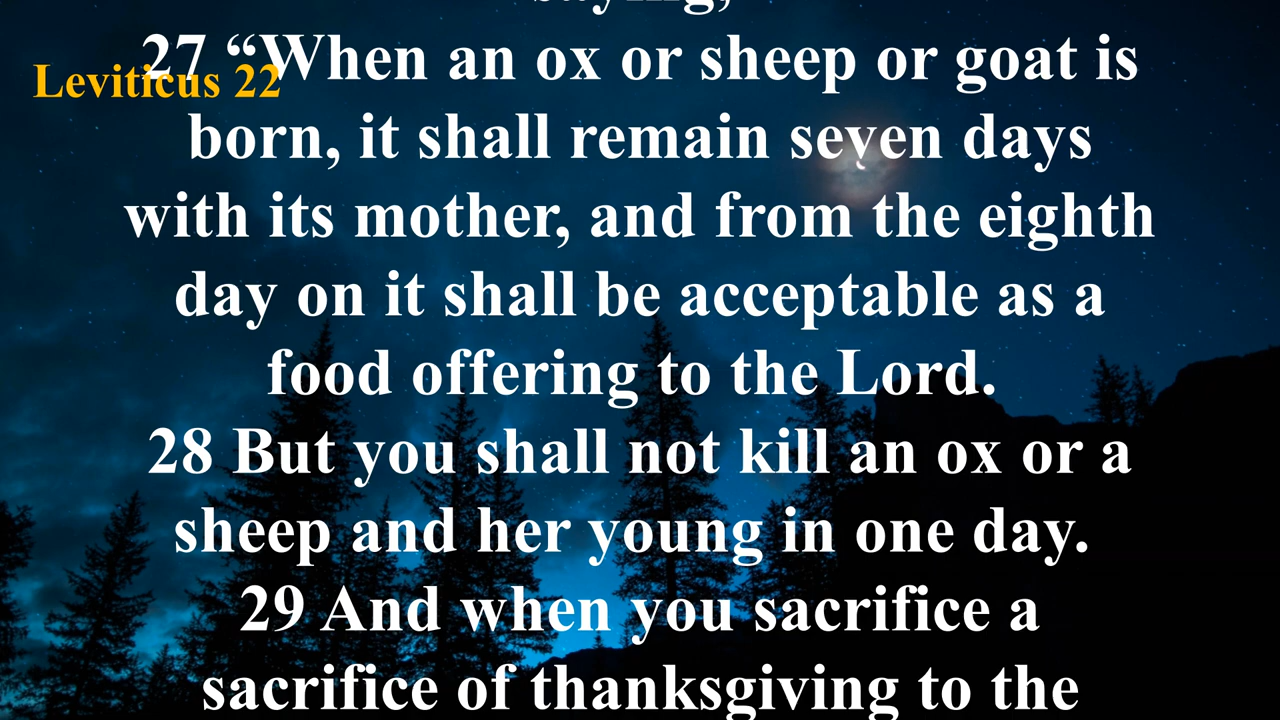 saying,
27 “When an ox or sheep or goat is
Leviticus 22
born, it shall remain seven days
with its mother, and from the eighth
day on it shall be acceptable as a
food offering to the Lord.
28 But you shall not kill an ox or a
sheep and her young in one day.
29 And when you sacrifice a
sacrifice of thanksgiving to the